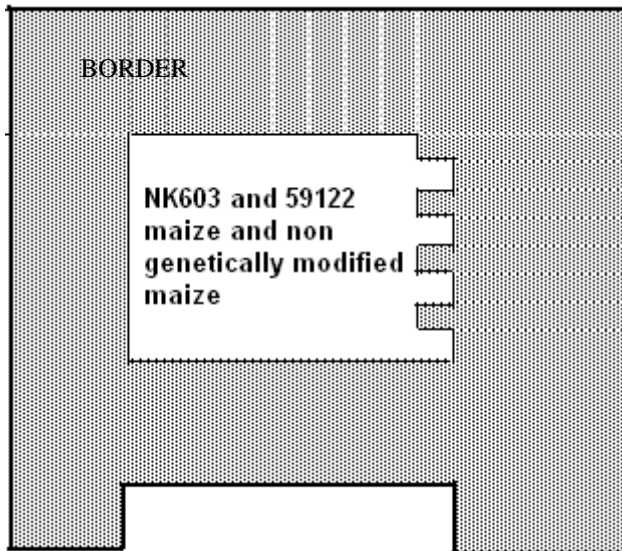 BORDER
NK603 and 59122
maize and non
genetically modified
maize